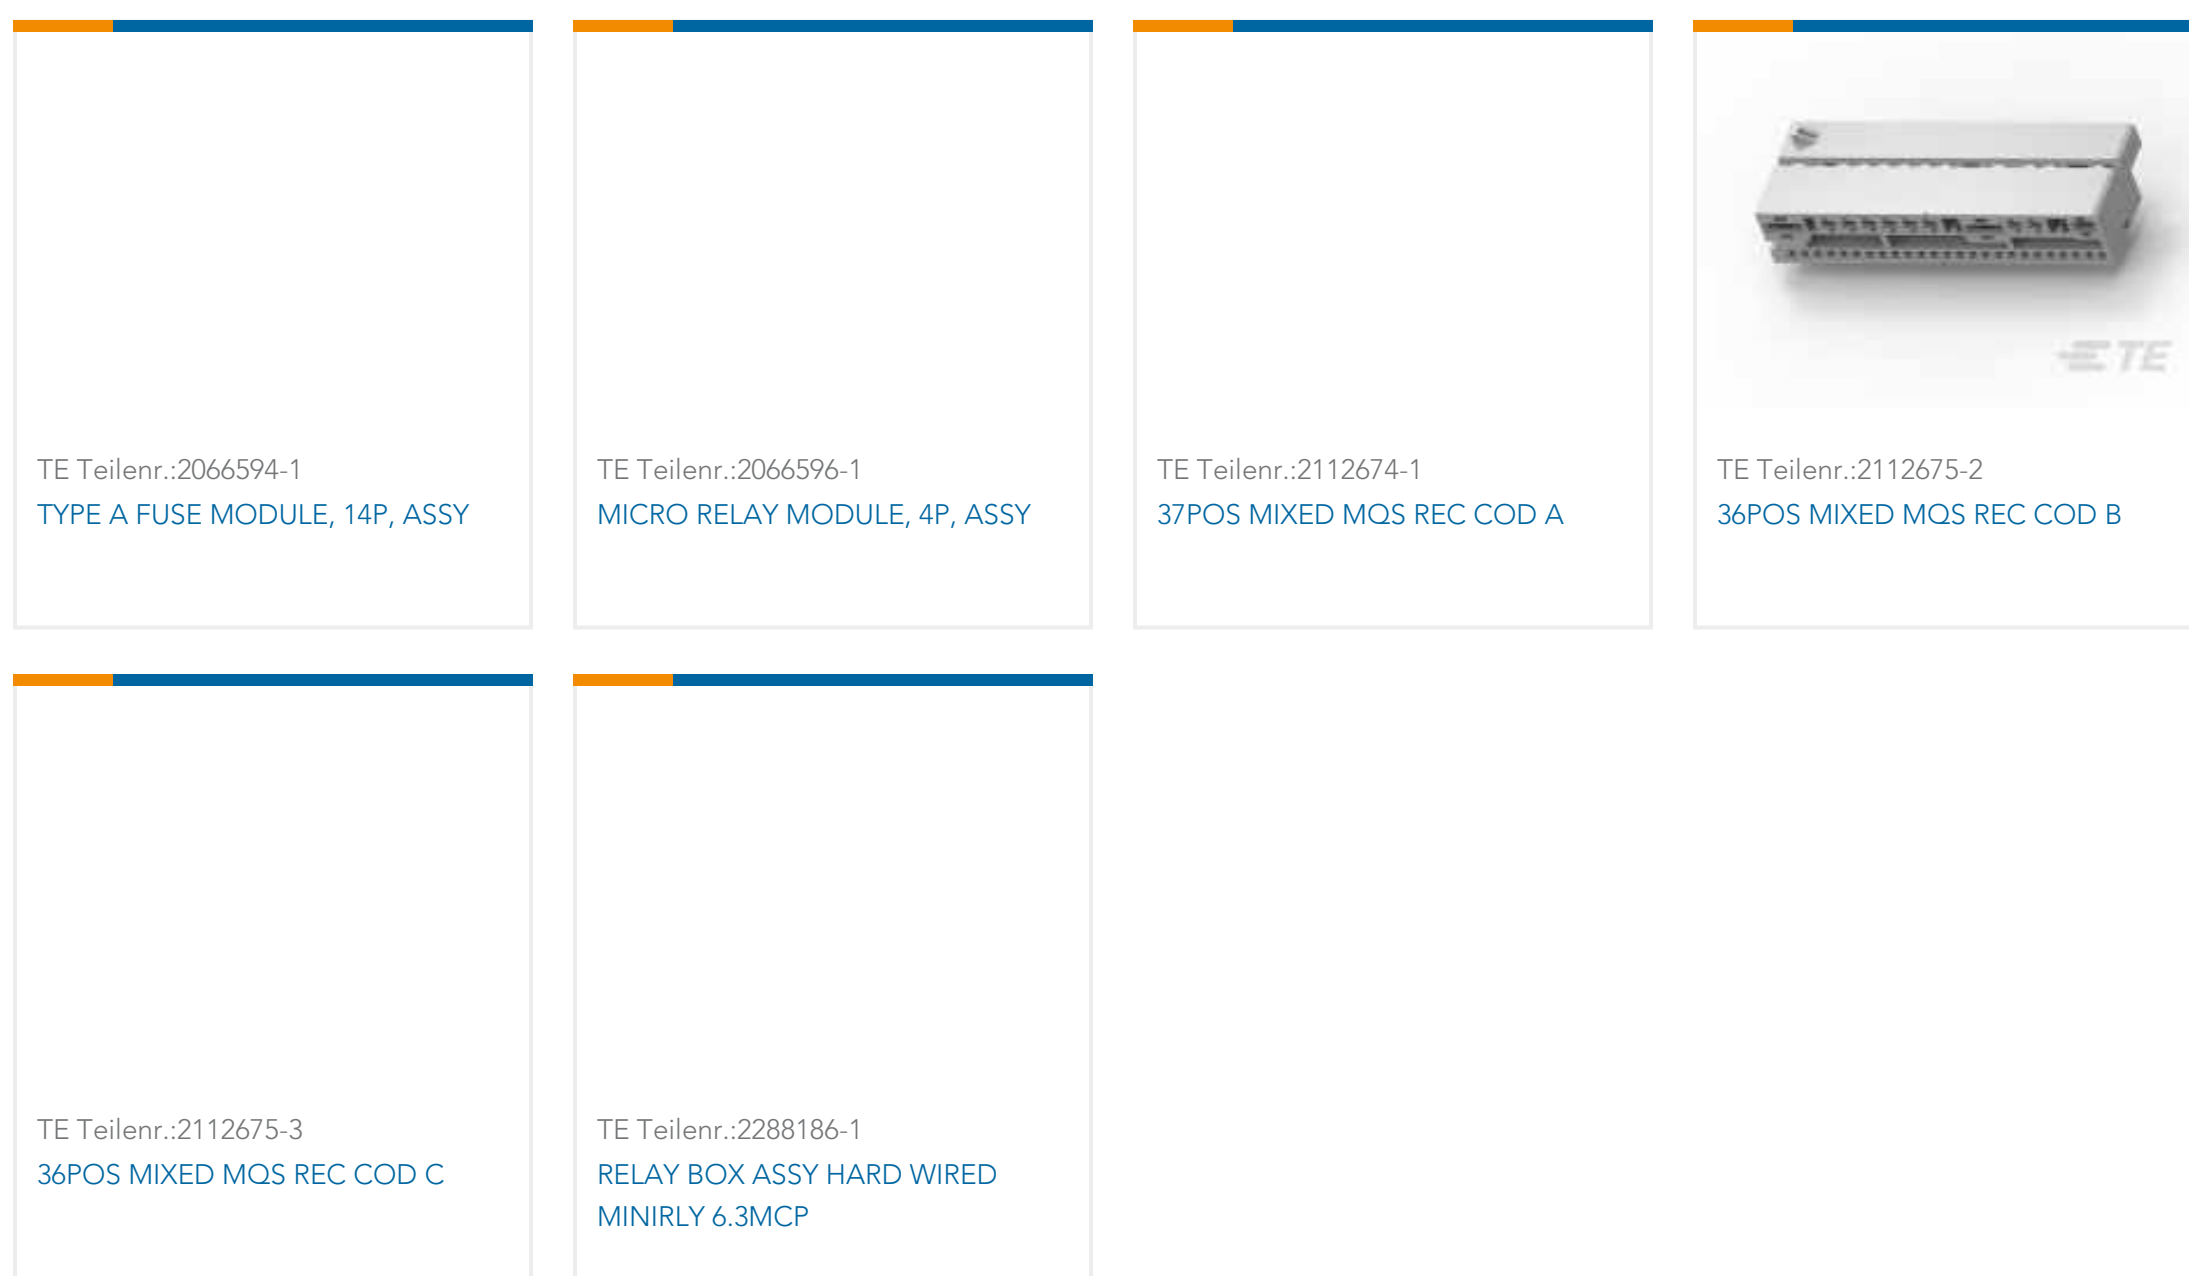 TE
TE Teilenr.:2066594-1
TYPE A FUSE MODULE, 14P, ASSY
TE Teilenr.:2066596-1
MICRO RELAY MODULE, 4P, ASSY
TE Teilenr.:2112674-1
37POS MIXED MQS REC COD A
TE Teilenr.:2112675-2
36POS MIXED MQS REC COD B
TE Teilenr.:2112675-3
36POS MIXED MQS REC COD C
TE Teilenr.:2288186-1
RELAY BOX ASSY HARD WIRED
MINIRLY 6.3MCP